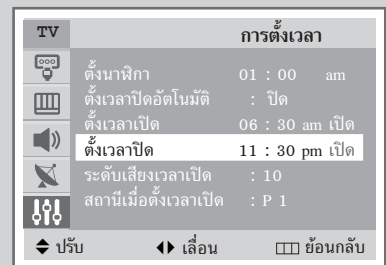 TV การตั้งเวลา
ตั้งนาฬิกา 01 : 00 am
ตั้งเวลาปิดอัตโนมัติ : ปิด
ตั้งเวลาเปิด 06 : 30 am เปิด
ตั้งเวลาปิด 11 : 30 pm เปิด
ระดับเสียงเวลาเปิด : 10
สถานีเมื่อตั้งเวลาเปิด : P 1
ปรับ เลื่อน ย้อนกลับ